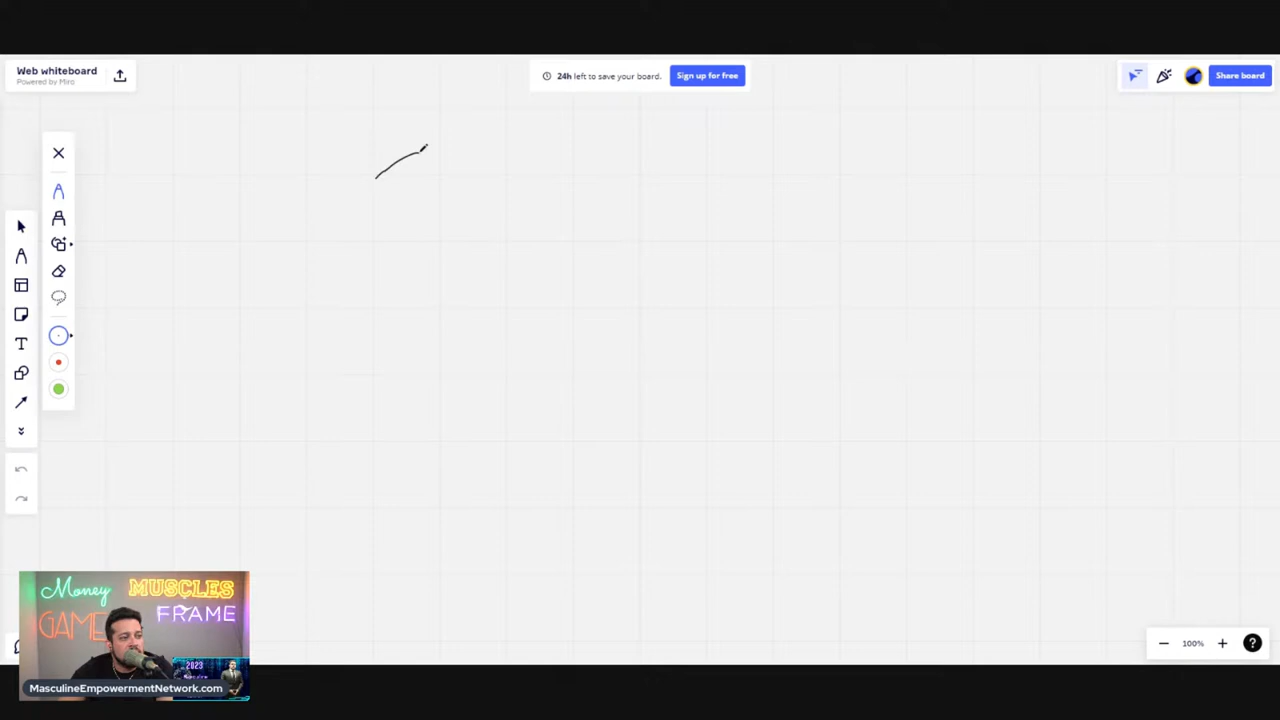 Web whiteboard
Powered by Miro
24h left to save your board.
Sign up for free
Share board
T
100%
?
Money MUSCLES
GAME FRAME
2023
MasculineEmpowermentNetwork.com